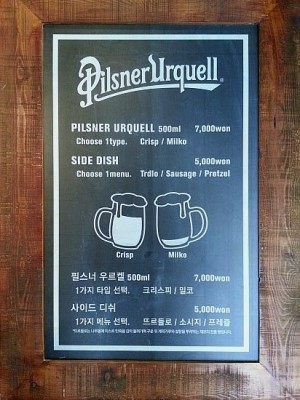 Pilsner Urquell
PILSNER URQUELL 500ml 7,000won
Choose 1type. Crisp / Milko
SIDE DISH 5,000won
Choose 1menu. Trdlo / Sausage / Pretzel
Crisp Milko
필스너 우르켈 500ml 7,000won
1가지 타입 선택. 크리스피 / 밀코
사이드 디쉬 5,000won
1가지 메뉴 선택. 뜨르들로 / 소시지 / 프레즐